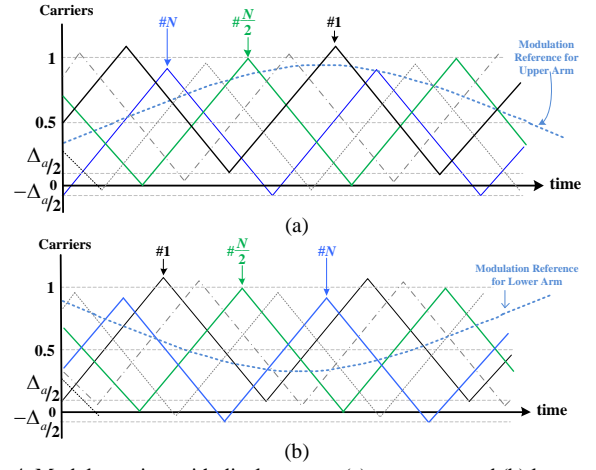 Carriers
#N
#N/2
#1
Modulation
Reference for
Upper Arm
1
0.5
Δa/2
0
−Δa/2
time
(a)
Carriers
#1
#N/2
#N
Modulation Reference
for Lower Arm
1
0.5
Δa/2
0
−Δa/2
time
(b)